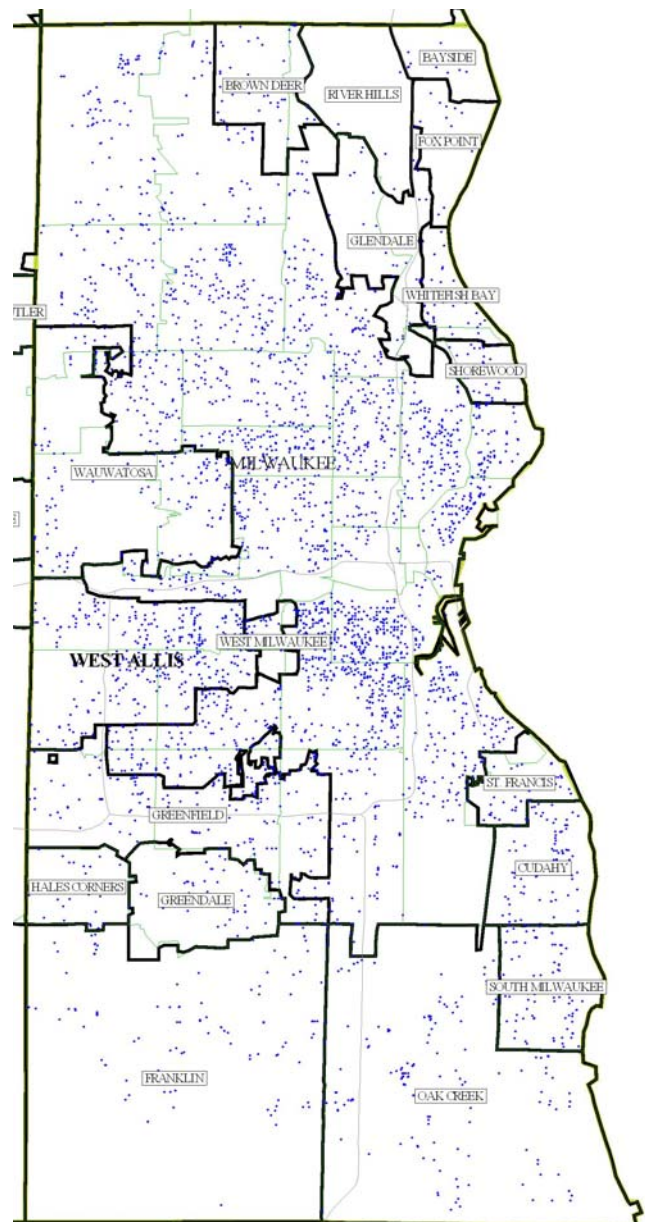 BAYSIDE
BROWN DEER
RIVER HILLS
FOX POINT
GLENDALE
WHITEFISH BAY
TLER
SHOREWOOD
MILWAUKEE
WAUWATOSA
WEST MILWAUKEE
WEST ALLIS
ST. FRANCIS
GREENFIELD
CUDAHY
HALES CORNERS
GREENDALE
SOUTH MILWAUKEE
FRANKLIN
OAK CREEK